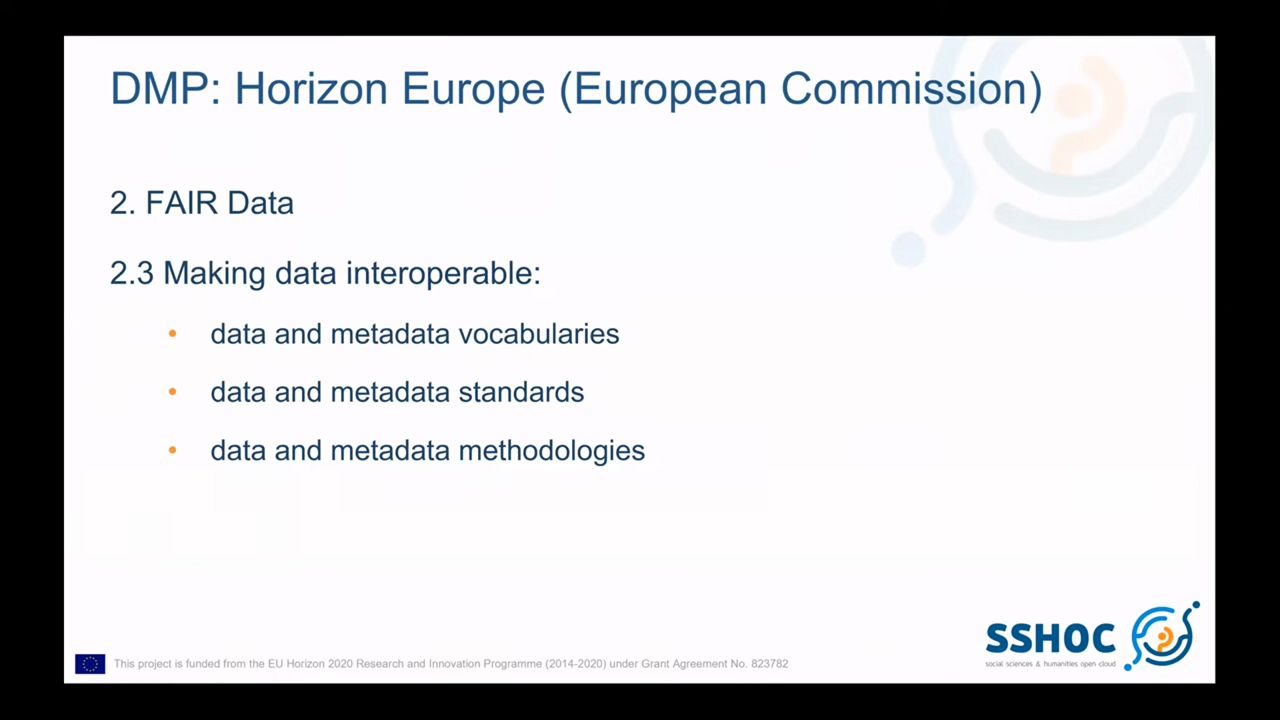 DMP: Horizon Europe (European Commission)
2. FAIR Data
2.3 Making data interoperable:
• data and metadata vocabularies
• data and metadata standards
• data and metadata methodologies
SSHOC
social sciences & humanities open cloud
This project is funded from the EU Horizon 2020 Research and Innovation Programme (2014-2020) under Grant Agreement No. 823782